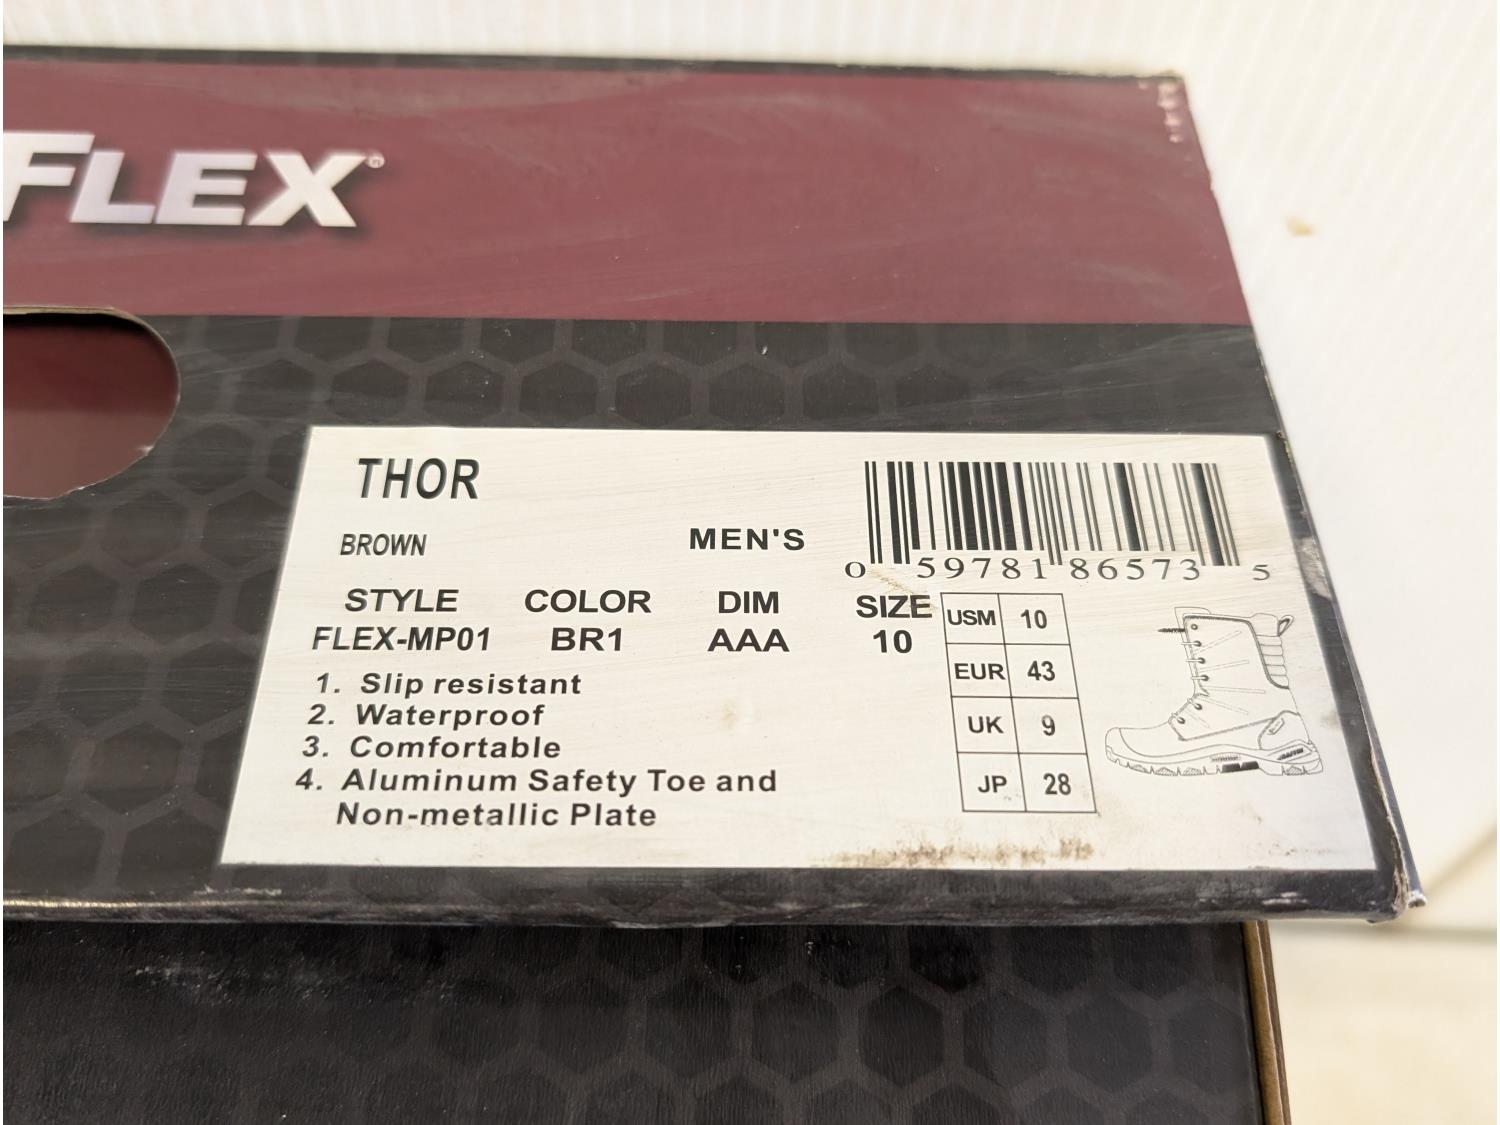 FLEX®
THOR
BROWN MEN'S
0 59781 86573 5
STYLE COLOR DIM SIZE
FLEX-MP01 BR1 AAA 10
USM 10
EUR 43
UK 9
JP 28
1. Slip resistant
2. Waterproof
3. Comfortable
4. Aluminum Safety Toe and
Non-metallic Plate